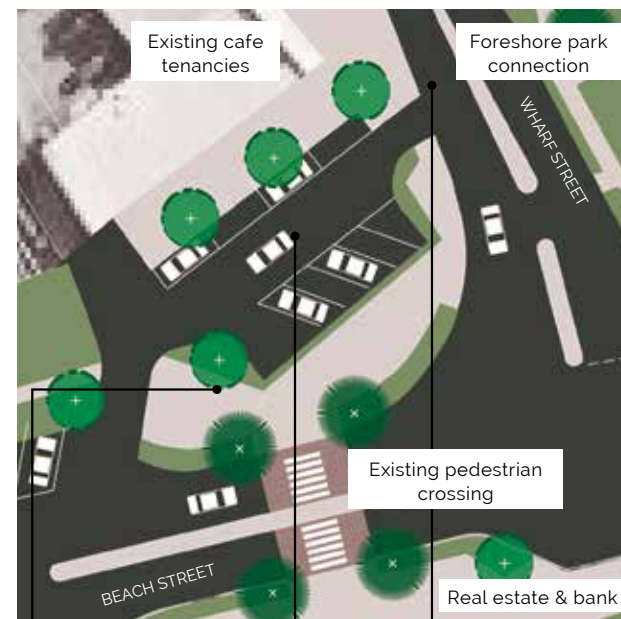 Existing cafe
tenancies
Foreshore park
connection
WHARF STREET
Existing pedestrian
crossing
BEACH STREET
Real estate & bank